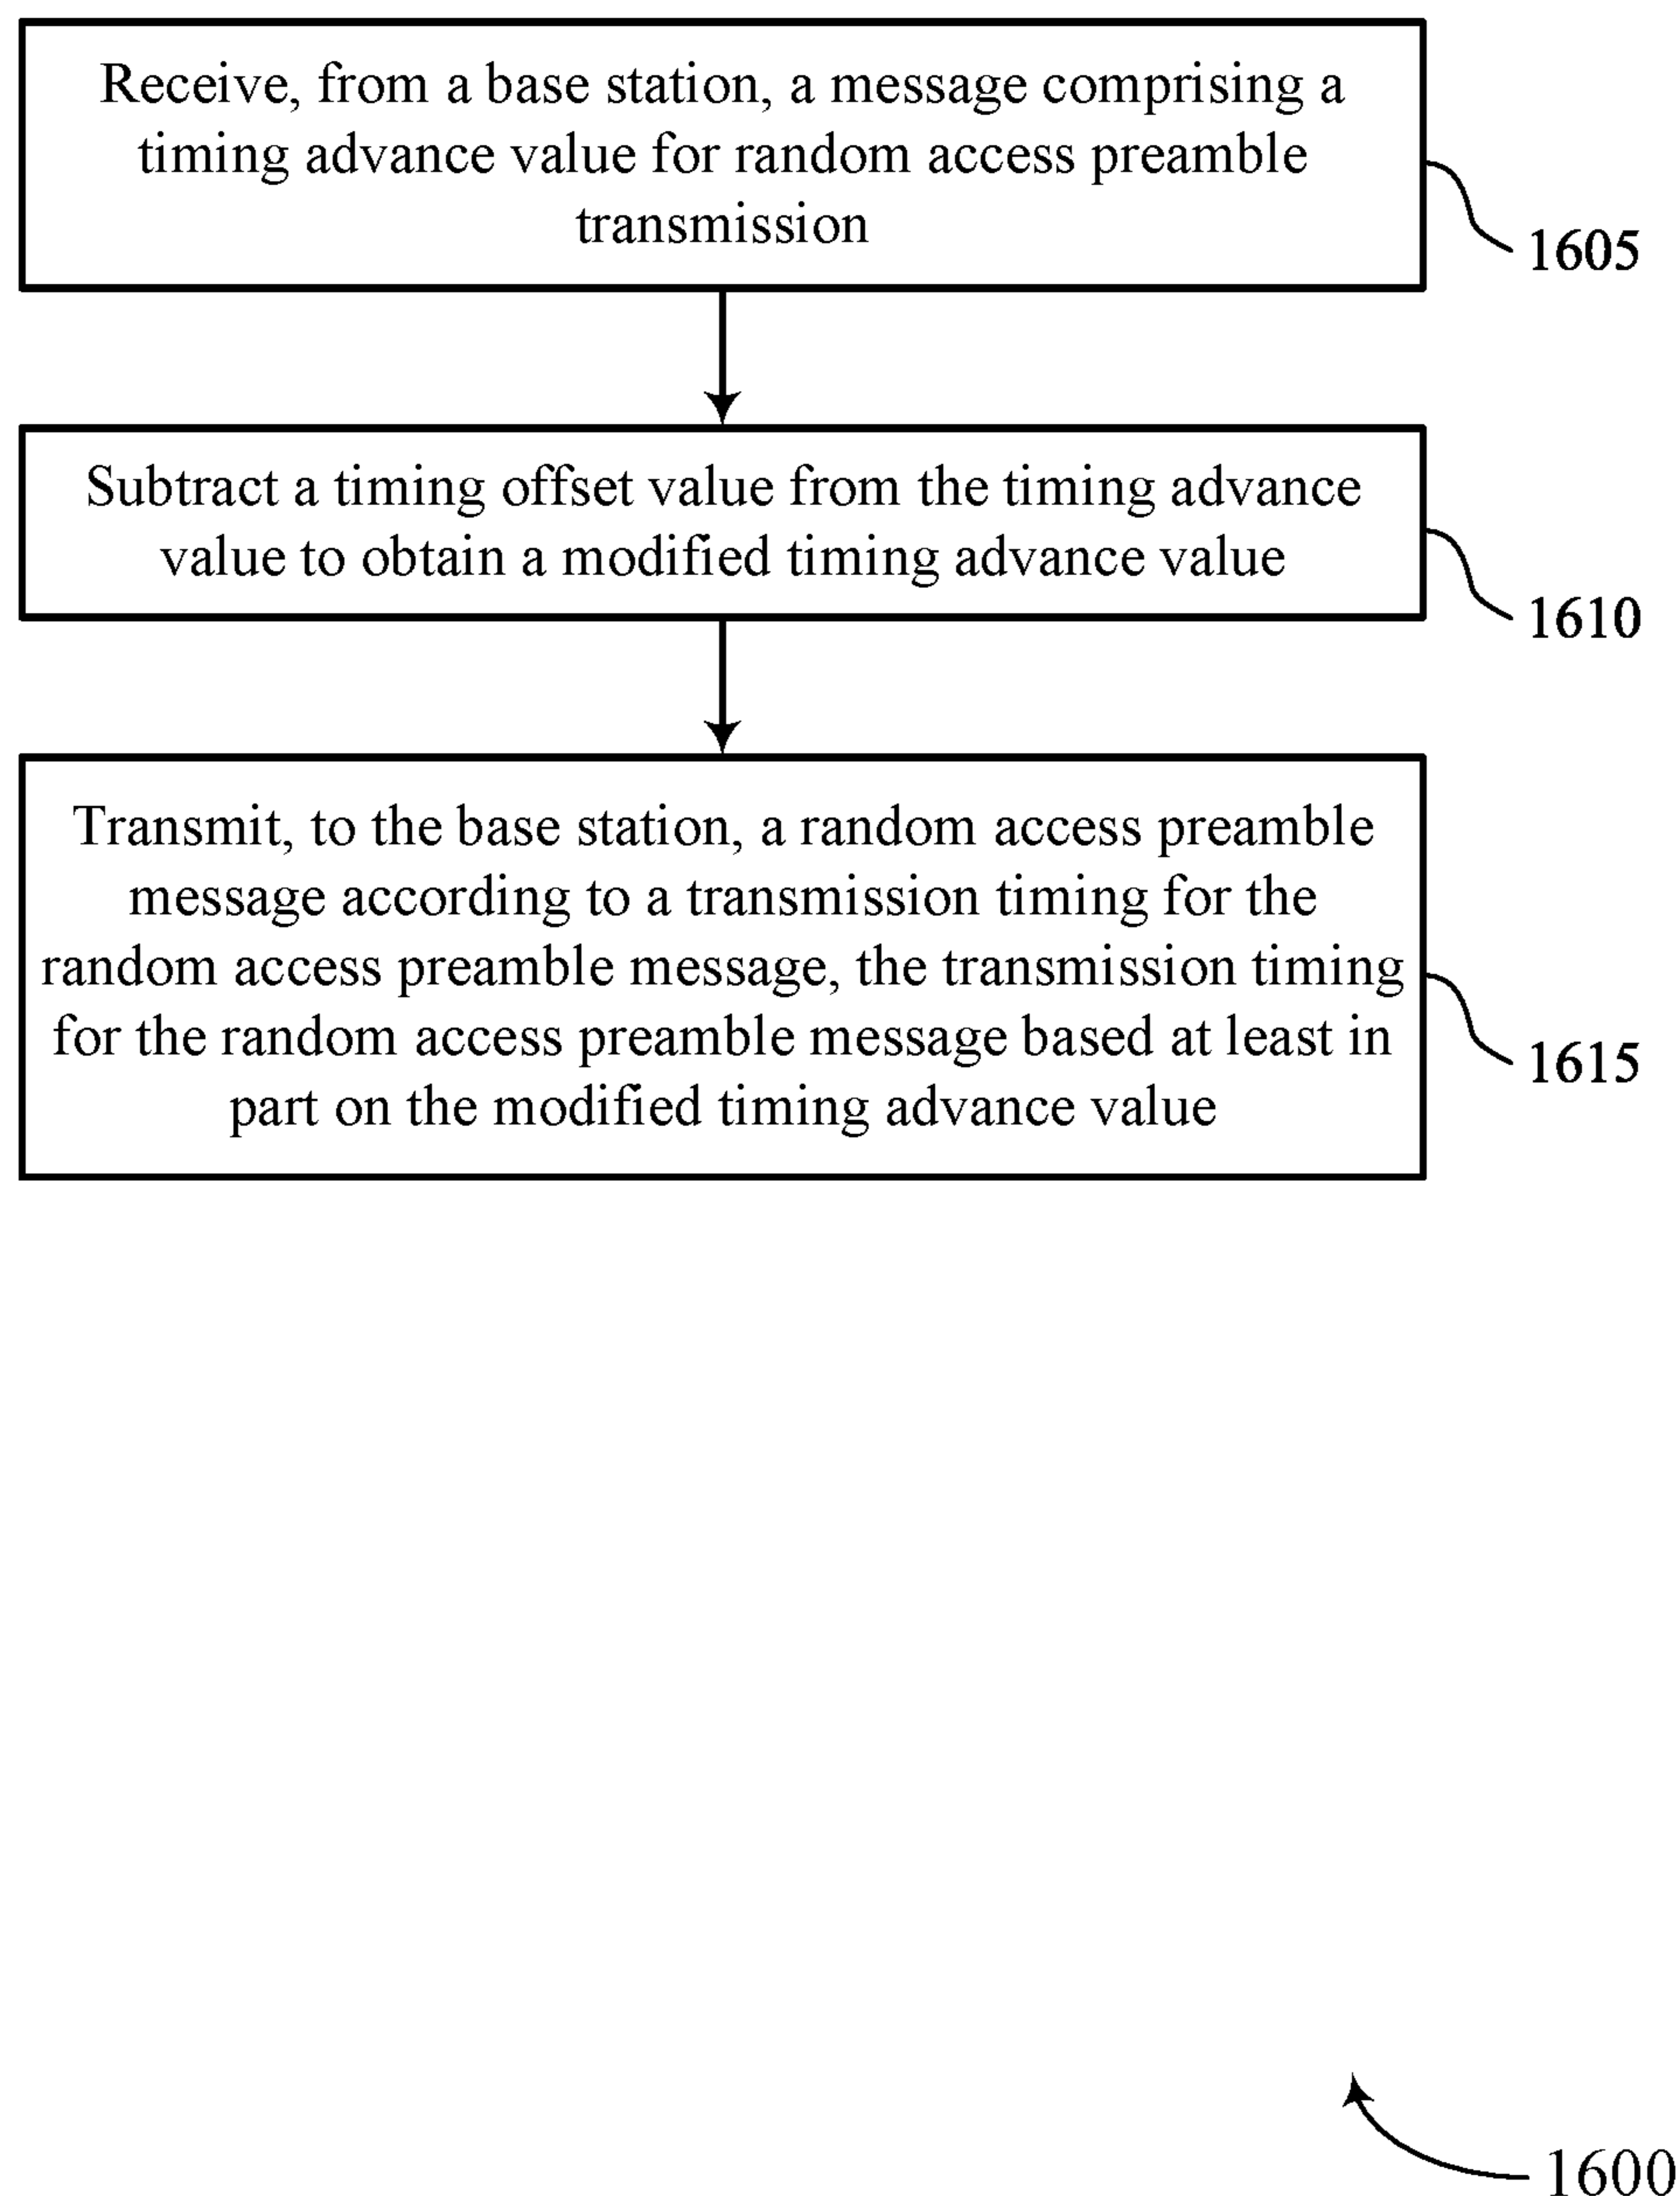 Receive, from a base station, a message comprising a
timing advance value for random access preamble
transmission
1605
Subtract a timing offset value from the timing advance
value to obtain a modified timing advance value
1610
Transmit, to the base station, a random access preamble
message according to a transmission timing for the
random access preamble message, the transmission timing
for the random access preamble message based at least in
part on the modified timing advance value
1615
1600